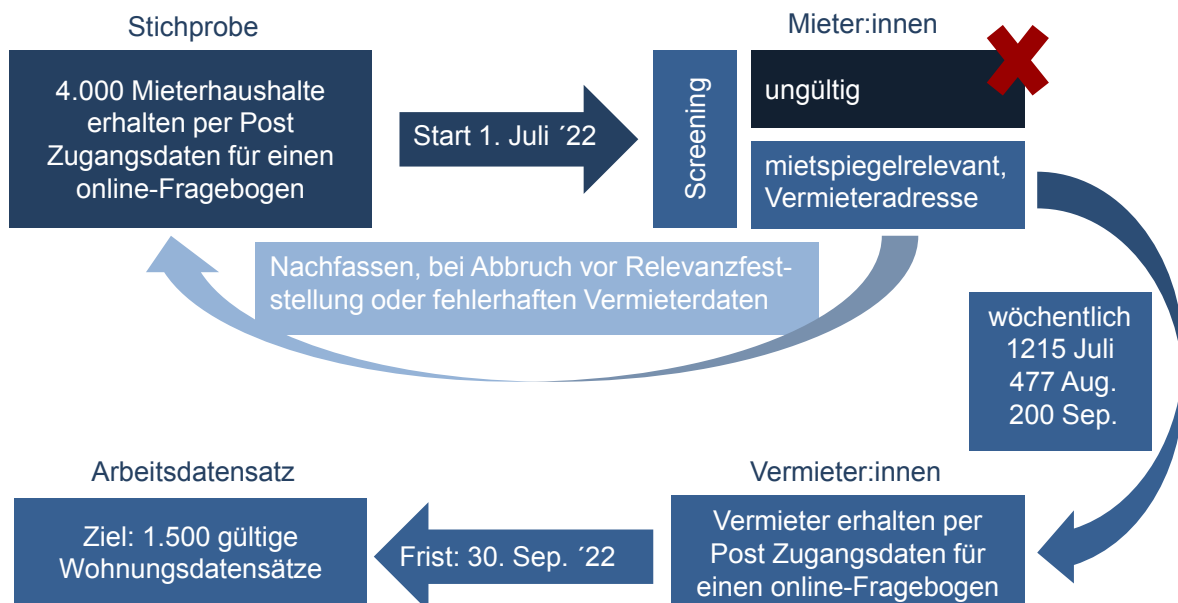 Stichprobe
4.000 Mieterhaushalte
erhalten per Post
Zugangsdaten für einen
online-Fragebogen
Start 1. Juli ´22
Mieter:innen
Screening
ungültig
mietspiegelrelevant,
Vermieteradresse
Nachfassen, bei Abbruch vor Relevanzfest-
stellung oder fehlerhaften Vermieterdaten
wöchentlich
1215 Juli
477 Aug.
200 Sep.
Vermieter:innen
Vermieter erhalten per
Post Zugangsdaten für
einen online-Fragebogen
Frist: 30. Sep. ´22
Arbeitsdatensatz
Ziel: 1.500 gültige
Wohnungsdatensätze